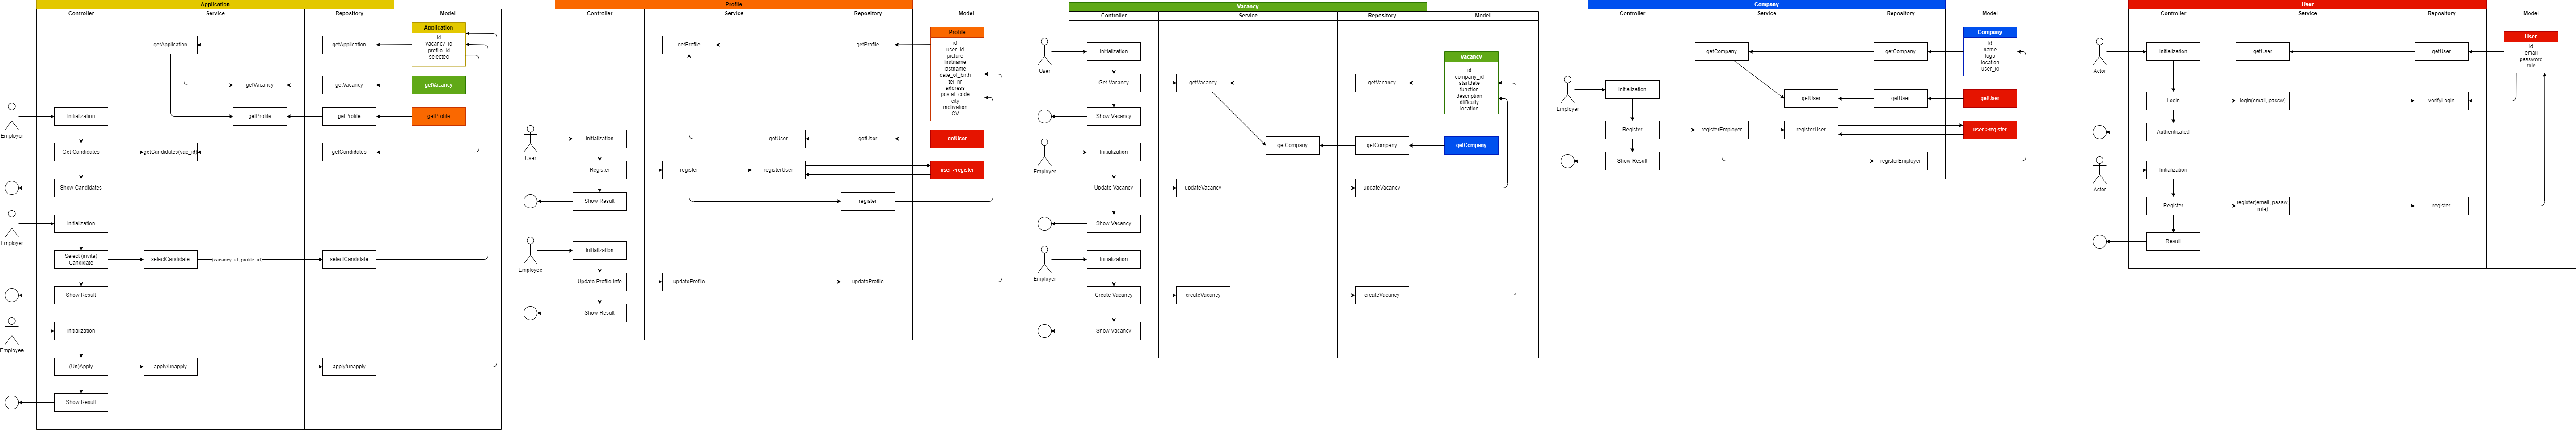 Application
Controller
Service
Repository
Model
Application
id
vacancy_id
profile_id
selected
getApplication
getApplication
getVacancy
getVacancy
getVacancy
Employer
Initialization
getProfile
getProfile
getProfile
Get Candidates
getCandidates(vac_id)
getCandidates
Show Candidates
Employer
Initialization
Select (invite)
Candidate
selectCandidate
(vacancy_id, profile_id)
selectCandidate
Show Result
Employee
Initialization
(Un)Apply
apply/unapply
apply/unapply
Show Result
Profile
Controller
Service
Repository
Model
Profile
id
user_id
picture
firstname
lastname
date_of_birth
tel_nr
address
postal_code
city
motivation
CV
getProfile
getProfile
User
Initialization
getUser
getUser
getUser
Register
register
registerUser
user->register
Show Result
register
Employee
Initialization
Update Profile Info
updateProfile
updateProfile
Show Result
Vacancy
Controller
Service
Repository
Model
User
Initialization
Vacancy
id
company_id
startdate
function
description
difficulty
location
Get Vacancy
getVacancy
getVacancy
Show Vacancy
Employer
Initialization
getCompany
getCompany
getCompany
Update Vacancy
updateVacancy
updateVacancy
Show Vacancy
Employer
Initialization
Create Vacancy
createVacancy
createVacancy
Show Vacancy
Company
Controller
Service
Repository
Model
Company
id
name
logo
location
user_id
getCompany
getCompany
Employer
Initialization
getUser
getUser
getUser
Register
registerEmployer
registerUser
user->register
Show Result
registerEmployer
User
Controller
Service
Repository
Model
User
id
email
password
role
Actor
Initialization
getUser
getUser
Login
login(email, passw)
verifyLogin
Authenticated
Actor
Initialization
Register
register(email, passw,
role)
register
Result